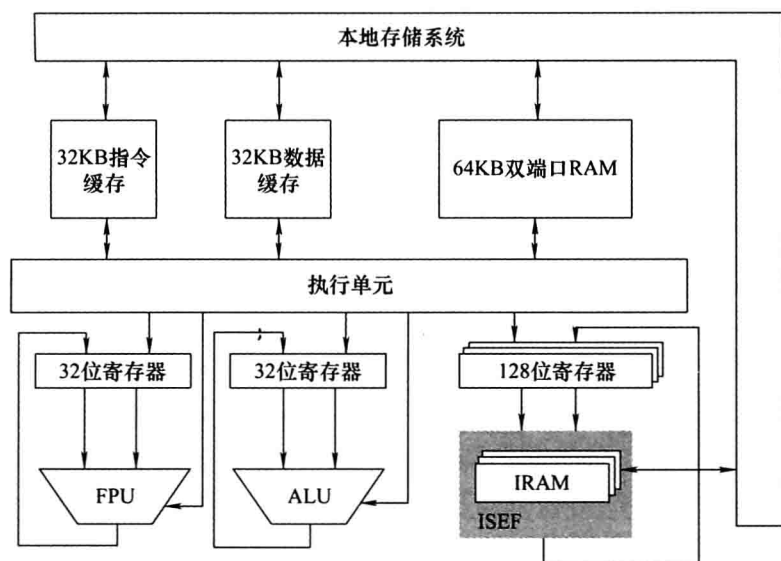 本地存储系统
32KB指令
缓存
32KB数据
缓存
64KB双端口RAM
执行单元
32位寄存器
32位寄存器
128位寄存器
FPU
ALU
IRAM
ISEF